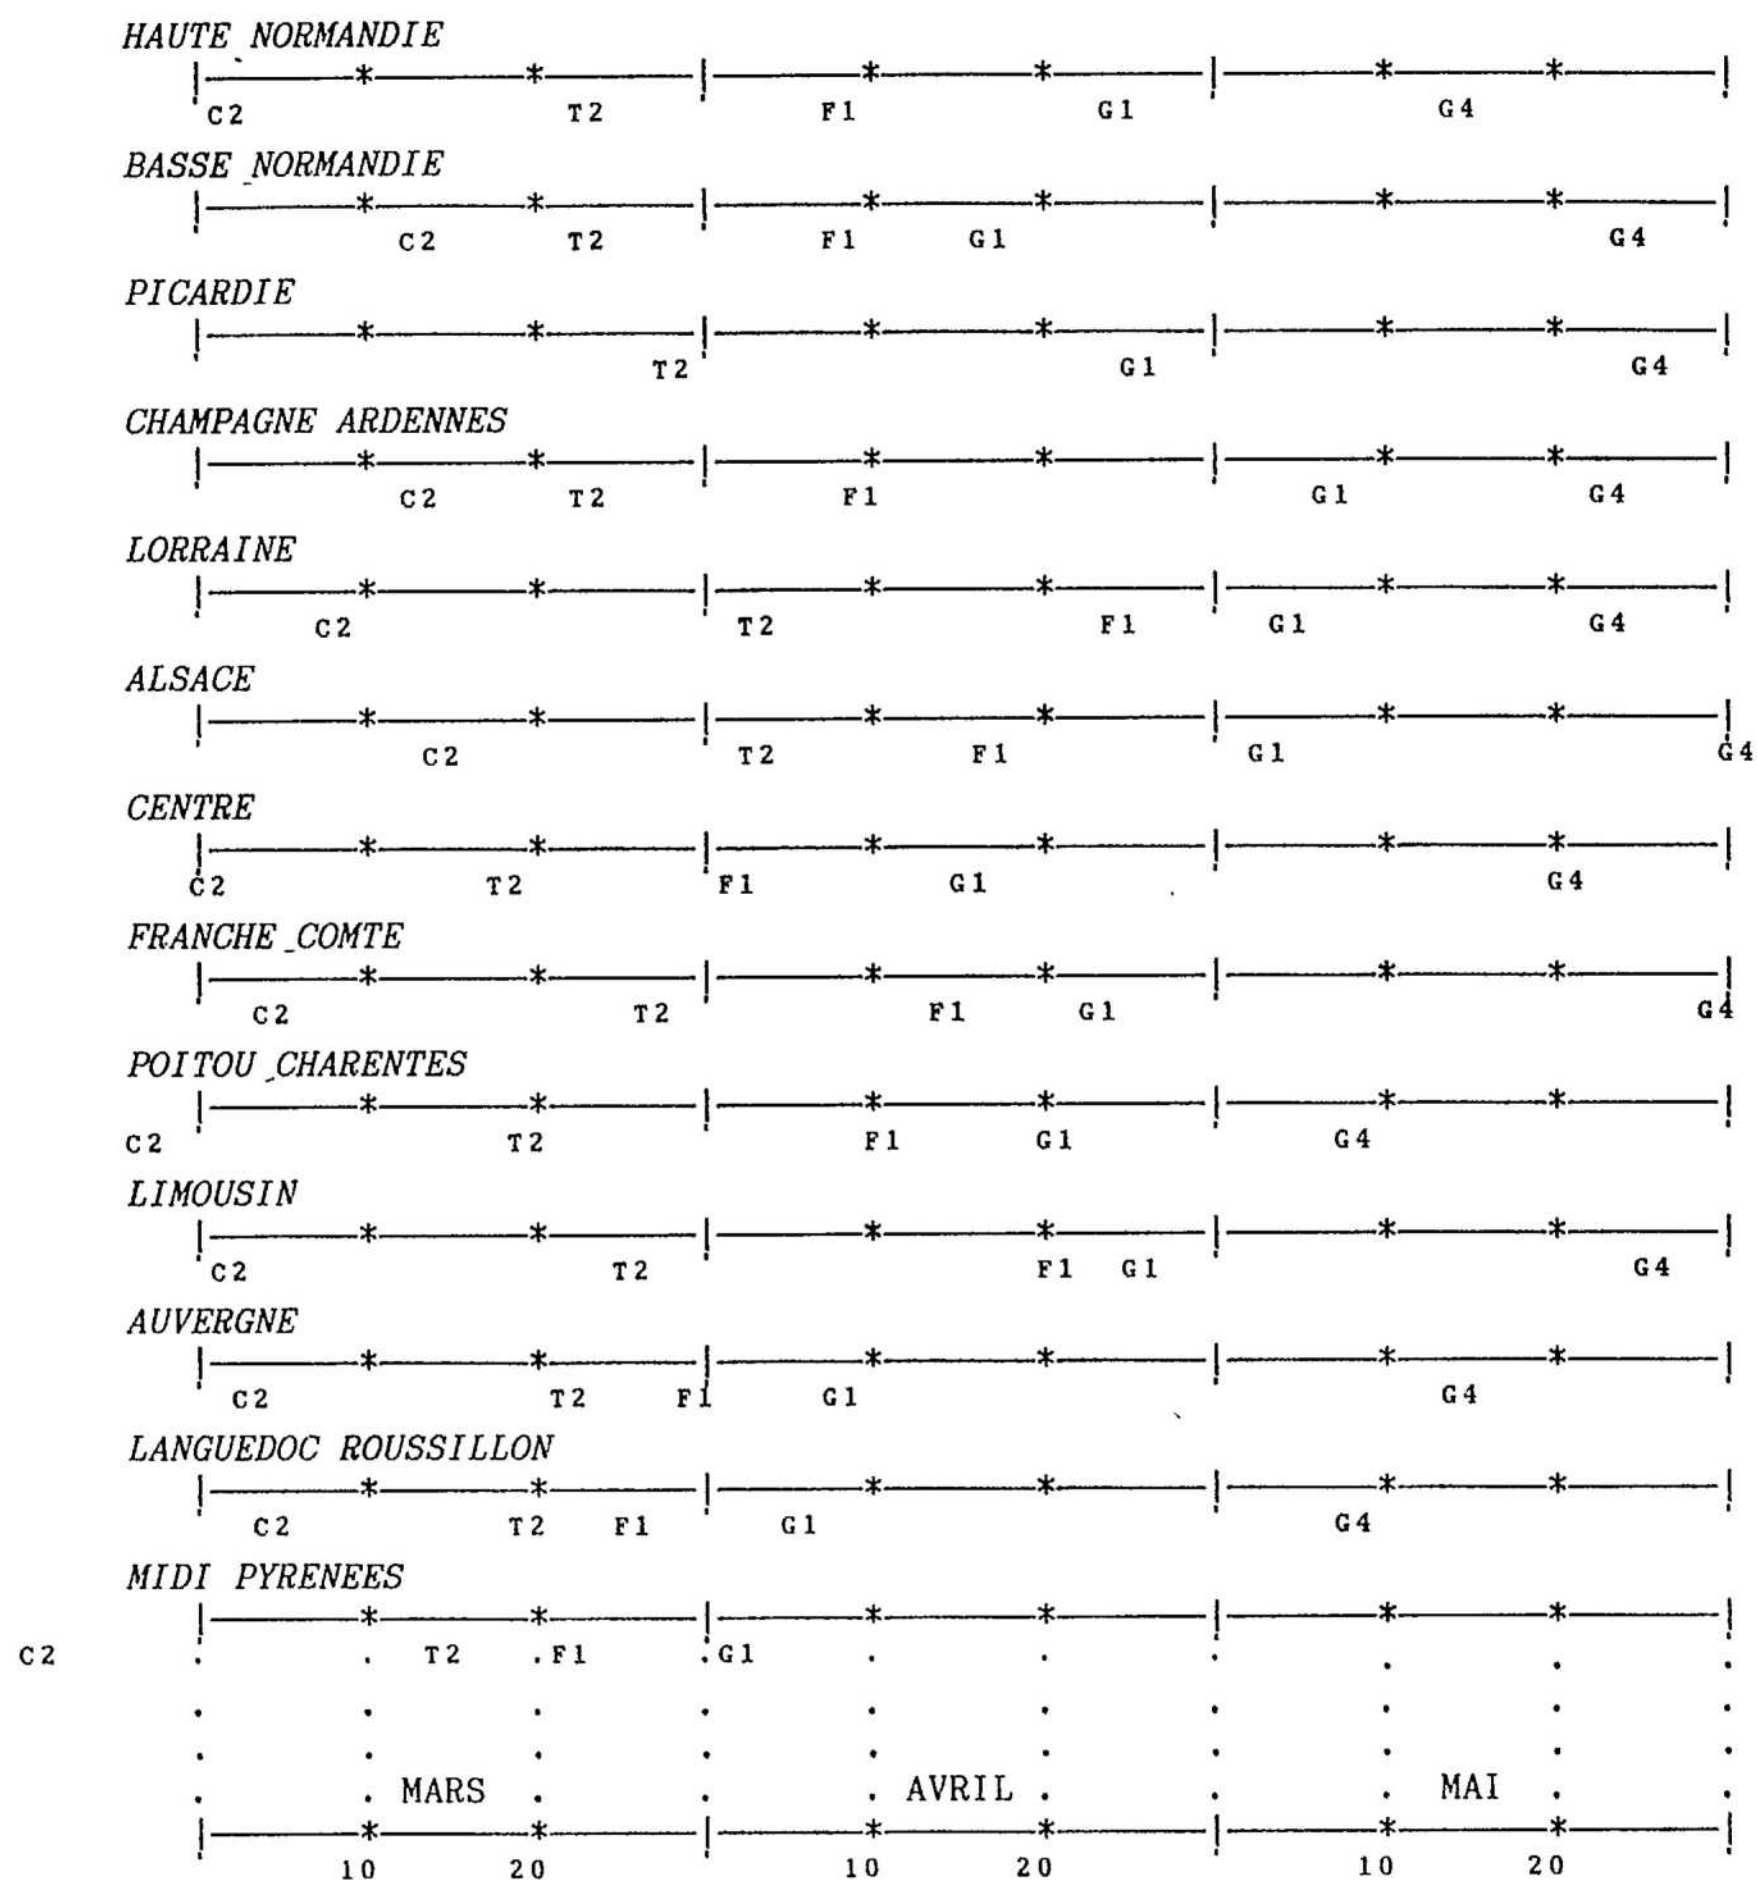 HAUTE NORMANDIE
|————*————*————|————*————*————|————*————*————|
C2 T2 F1 G1 G4
BASSE NORMANDIE
|————*————*————|————*————*————|————*————*————|
C2 T2 F1 G1 G4
PICARDIE
|————*————*————|————*————*————|————*————*————|
T2 G1 G4
CHAMPAGNE ARDENNES
|————*————*————|————*————*————|————*————*————|
C2 T2 F1 G1 G4
LORRAINE
|————*————*————|————*————*————|————*————*————|
C2 T2 F1 G1 G4
ALSACE
|————*————*————|————*————*————|————*————*————|
C2 T2 F1 G1 G4
CENTRE
|————*————*————|————*————*————|————*————*————|
C2 T2 F1 G1 G4
FRANCHE COMTE
|————*————*————|————*————*————|————*————*————|
C2 T2 F1 G1 G4
POITOU CHARENTES
|————*————*————|————*————*————|————*————*————|
C2 T2 F1 G1 G4
LIMOUSIN
|————*————*————|————*————*————|————*————*————|
C2 T2 F1 G1 G4
AUVERGNE
|————*————*————|————*————*————|————*————*————|
C2 T2 F1 G1 G4
LANGUEDOC ROUSSILLON
|————*————*————|————*————*————|————*————*————|
C2 T2 F1 G1 G4
MIDI PYRENEES
|————*————*————|————*————*————|————*————*————|
C2 T2 F1 G1
MARS AVRIL MAI
|————*————*————|————*————*————|————*————*————|
10 20 10 20 10 20